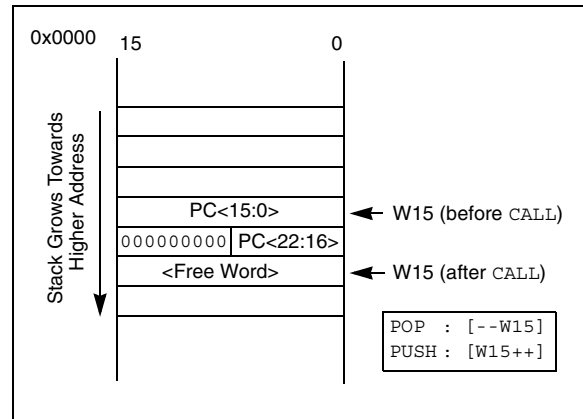 0x0000 15 0
Stack Grows Towards
Higher Address
PC<15:0> W15 (before CALL)
000000000 PC<22:16>
<Free Word> W15 (after CALL)
POP : [--W15]
PUSH : [W15++]